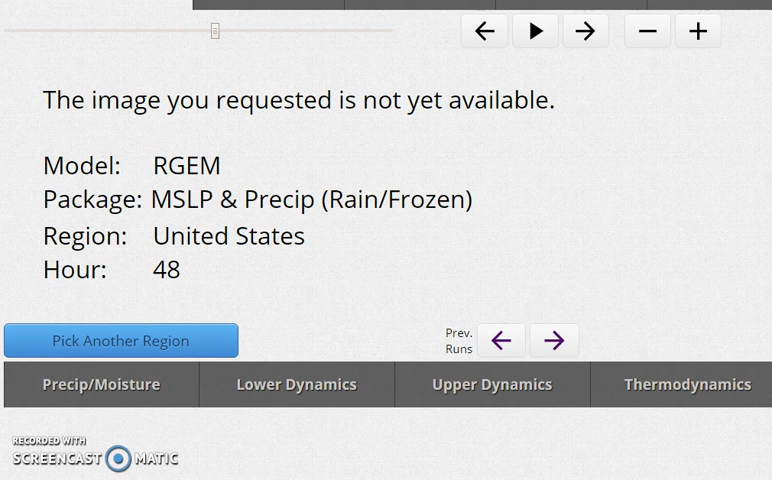 The image you requested is not yet available.
Model: RGEM
Package: MSLP & Precip (Rain/Frozen)
Region: United States
Hour: 48
Pick Another Region
Prev.
Runs
Precip/Moisture
Lower Dynamics
Upper Dynamics
Thermodynamics
RECORDED WITH
SCREENCAST MATIC